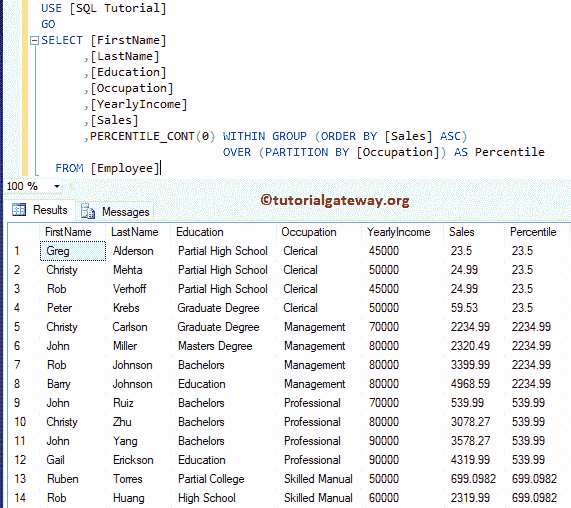 USE [SQL Tutorial]
GO
SELECT [FirstName]
,[LastName]
,[Education]
,[Occupation]
,[YearlyIncome]
,[Sales]
,PERCENTILE_CONT(0) WITHIN GROUP (ORDER BY [Sales] ASC)
OVER (PARTITION BY [Occupation]) AS Percentile
FROM [Employee]
100 %
©tutorialgateway.org
Results Messages
FirstName LastName Education Occupation YearlyIncome Sales Percentile
1 Greg Alderson Partial High School Clerical 45000 23.5 23.5
2 Christy Mehta Partial High School Clerical 50000 24.99 23.5
3 Rob Verhoff Partial High School Clerical 45000 24.99 23.5
4 Peter Krebs Graduate Degree Clerical 50000 59.53 23.5
5 Christy Carlson Graduate Degree Management 70000 2234.99 2234.99
6 John Miller Masters Degree Management 80000 2320.49 2234.99
7 Rob Johnson Bachelors Management 80000 3399.99 2234.99
8 Barry Johnson Education Management 80000 4968.59 2234.99
9 John Ruiz Bachelors Professional 70000 539.99 539.99
10 Christy Zhu Bachelors Professional 80000 3078.27 539.99
11 John Yang Bachelors Professional 90000 3578.27 539.99
12 Gail Erickson Education Professional 90000 4319.99 539.99
13 Ruben Torres Partial College Skilled Manual 50000 699.0982 699.0982
14 Rob Huang High School Skilled Manual 60000 2319.99 699.0982